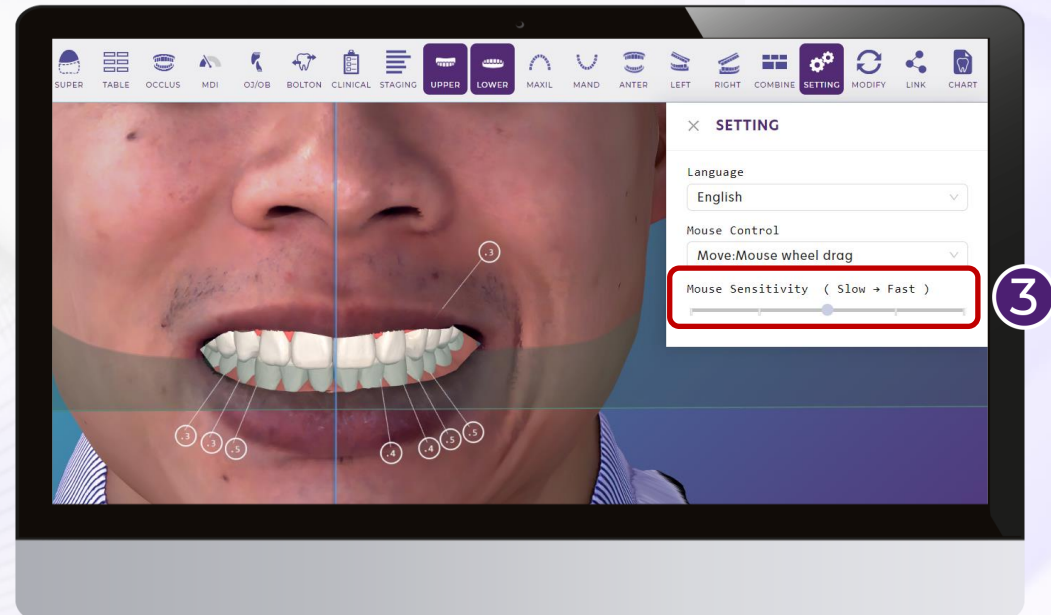 SUPER TABLE OCCLUS MDI OJ/OB BOLTON CLINICAL STAGING UPPER LOWER MAXIL MAND ANTER LEFT RIGHT COMBINE SETTING MODIFY LINK CHART
× SETTING
Language
English
Mouse Control
Move:Mouse wheel drag
Mouse Sensitivity ( Slow → Fast )
3
.3
.3
.3
.5
.4
.4
.5
.5